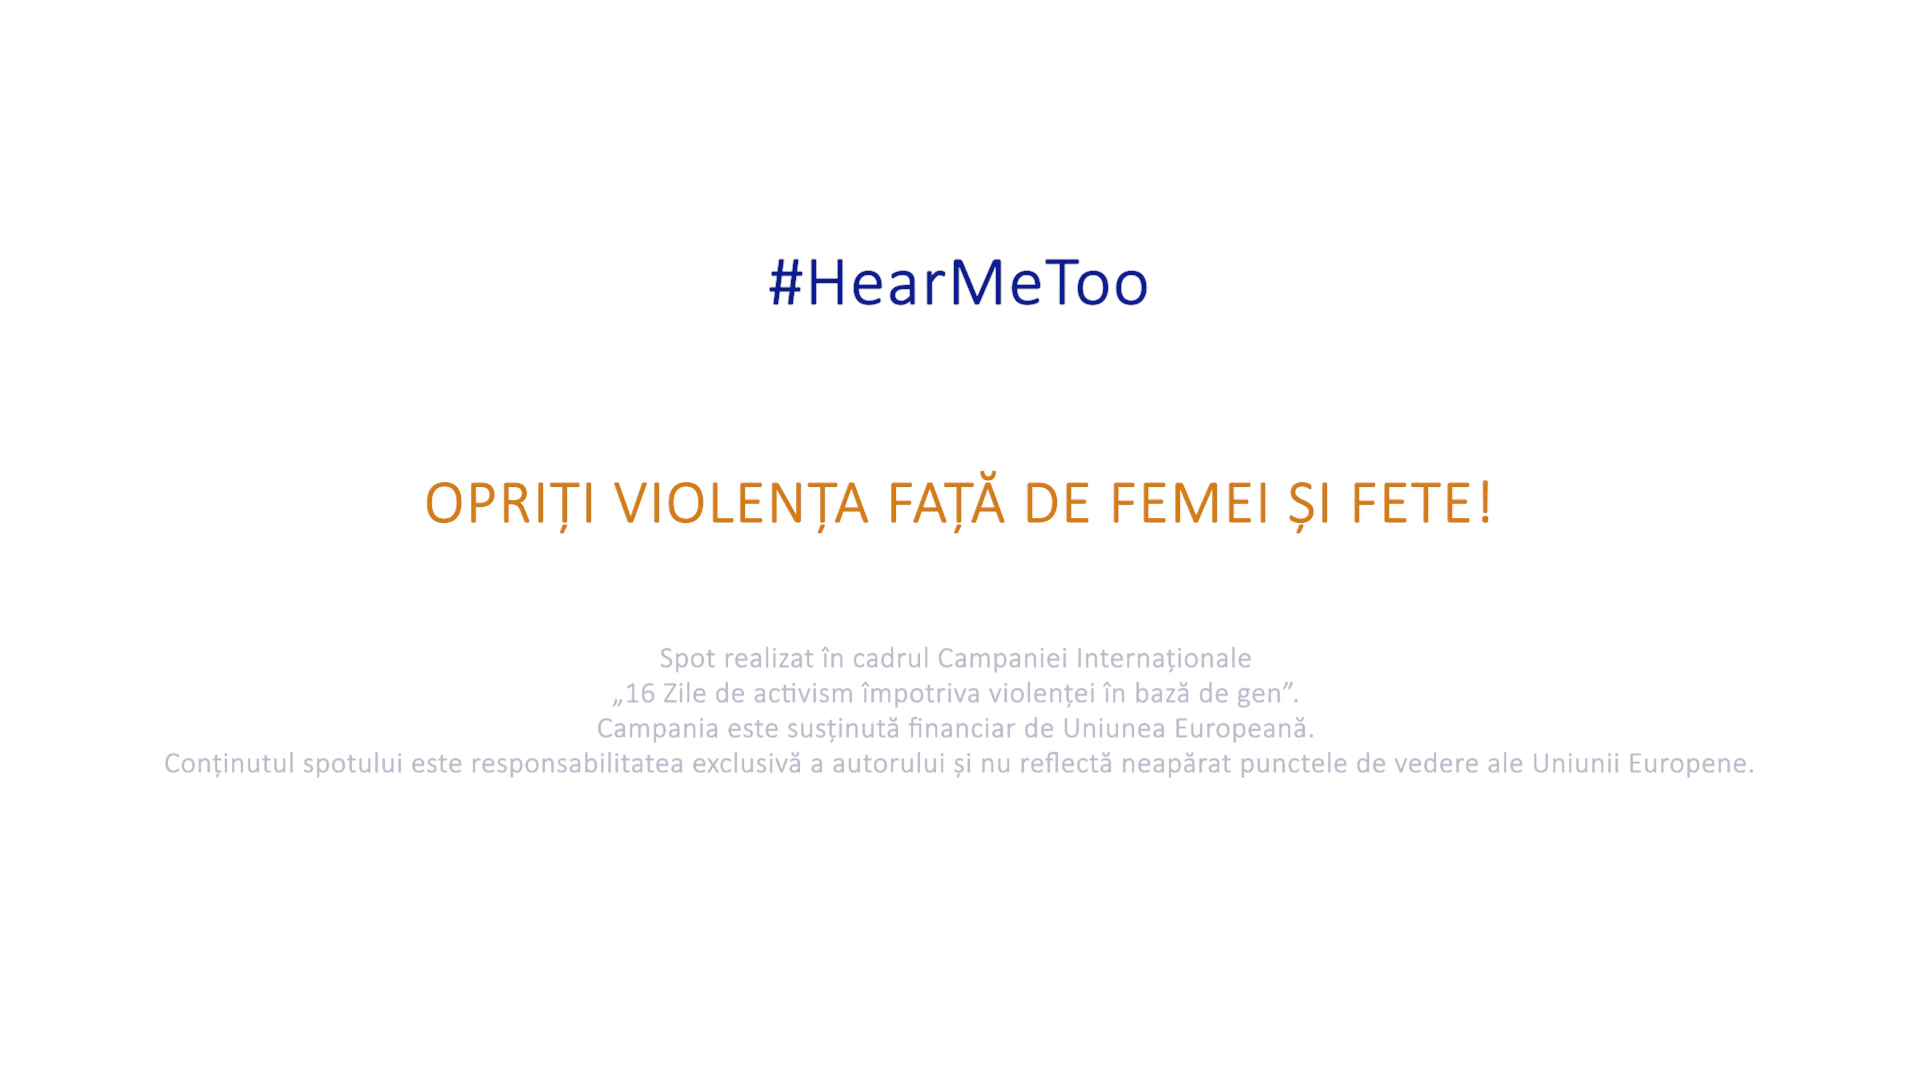 #HearMeToo
OPRIȚI VIOLENȚA FAȚĂ DE FEMEI ȘI FETE!
Spot realizat în cadrul Campaniei Internaționale
„16 Zile de activism împotriva violenței în bază de gen”.
Campania este susținută financiar de Uniunea Europeană.
Conținutul spotului este responsabilitatea exclusivă a autorului și nu reflectă neapărat punctele de vedere ale Uniunii Europene.